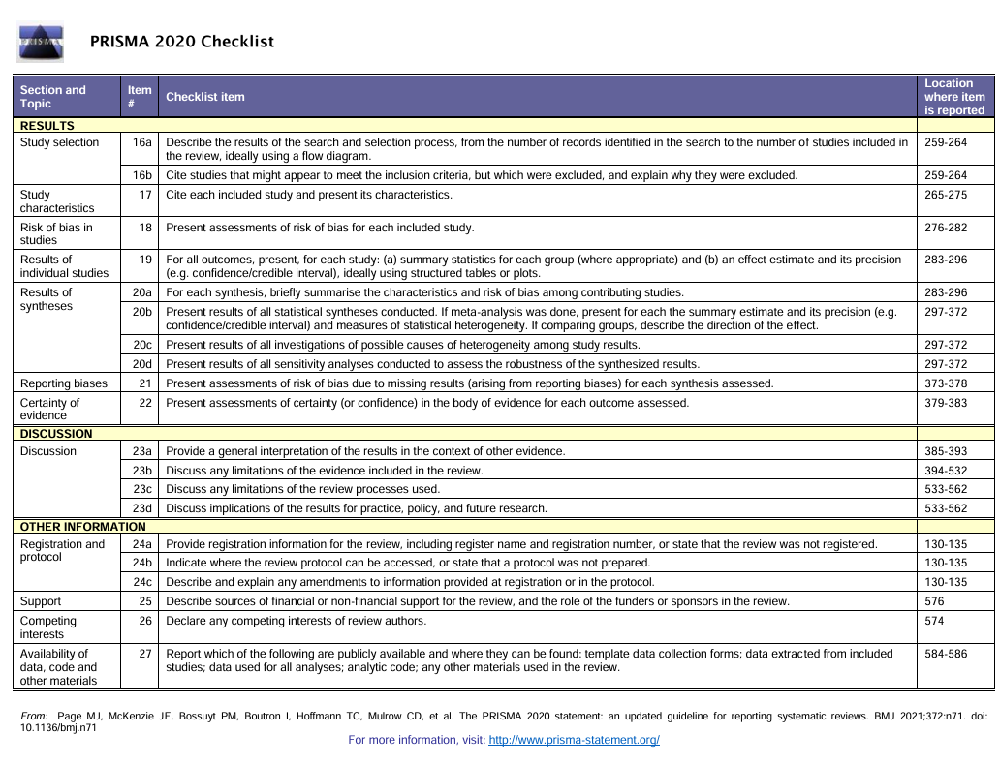 PRISMA
PRISMA 2020 Checklist
Section and Topic
Item #
Checklist item
Location where item is reported
RESULTS
Study selection
16a
Describe the results of the search and selection process, from the number of records identified in the search to the number of studies included in
the review, ideally using a flow diagram.
259-264
16b
Cite studies that might appear to meet the inclusion criteria, but which were excluded, and explain why they were excluded.
259-264
Study
characteristics
17
Cite each included study and present its characteristics.
265-275
Risk of bias in
studies
18
Present assessments of risk of bias for each included study.
276-282
Results of
individual studies
19
For all outcomes, present, for each study: (a) summary statistics for each group (where appropriate) and (b) an effect estimate and its precision
(e.g. confidence/credible interval), ideally using structured tables or plots.
283-296
Results of
syntheses
20a
For each synthesis, briefly summarise the characteristics and risk of bias among contributing studies.
283-296
20b
Present results of all statistical syntheses conducted. If meta-analysis was done, present for each the summary estimate and its precision (e.g.
confidence/credible interval) and measures of statistical heterogeneity. If comparing groups, describe the direction of the effect.
297-372
20c
Present results of all investigations of possible causes of heterogeneity among study results.
297-372
20d
Present results of all sensitivity analyses conducted to assess the robustness of the synthesized results.
297-372
Reporting biases
21
Present assessments of risk of bias due to missing results (arising from reporting biases) for each synthesis assessed.
373-378
Certainty of
evidence
22
Present assessments of certainty (or confidence) in the body of evidence for each outcome assessed.
379-383
DISCUSSION
Discussion
23a
Provide a general interpretation of the results in the context of other evidence.
385-393
23b
Discuss any limitations of the evidence included in the review.
394-532
23c
Discuss any limitations of the review processes used.
533-562
23d
Discuss implications of the results for practice, policy, and future research.
533-562
OTHER INFORMATION
Registration and
protocol
24a
Provide registration information for the review, including register name and registration number, or state that the review was not registered.
130-135
24b
Indicate where the review protocol can be accessed, or state that a protocol was not prepared.
130-135
24c
Describe and explain any amendments to information provided at registration or in the protocol.
130-135
Support
25
Describe sources of financial or non-financial support for the review, and the role of the funders or sponsors in the review.
576
Competing
interests
26
Declare any competing interests of review authors.
574
Availability of
data, code and
other materials
27
Report which of the following are publicly available and where they can be found: template data collection forms; data extracted from included
studies; data used for all analyses; analytic code; any other materials used in the review.
584-586
From: Page MJ, McKenzie JE, Bossuyt PM, Boutron I, Hoffmann TC, Mulrow CD, et al. The PRISMA 2020 statement: an updated guideline for reporting systematic reviews. BMJ 2021;372:n71. doi:
10.1136/bmj.n71
For more information, visit: http://www.prisma-statement.org/